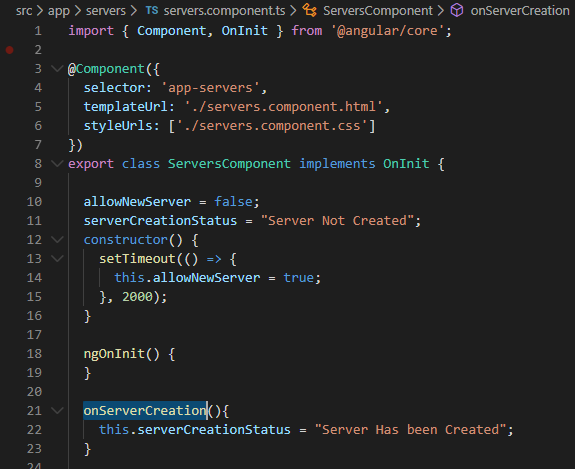 src > app > servers > TS servers.component.ts > ServersComponent > onServerCreation
1 import { Component, OnInit } from '@angular/core';
2
3 @Component({
4 selector: 'app-servers',
5 templateUrl: './servers.component.html',
6 styleUrls: ['./servers.component.css']
7 })
8 export class ServersComponent implements OnInit {
9
10 allowNewServer = false;
11 serverCreationStatus = "Server Not Created";
12 constructor() {
13 setTimeout(() => {
14 this.allowNewServer = true;
15 }, 2000);
16 }
17
18 ngOnInit() {
19 }
20
21 onServerCreation(){
22 this.serverCreationStatus = "Server Has been Created";
23 }
24